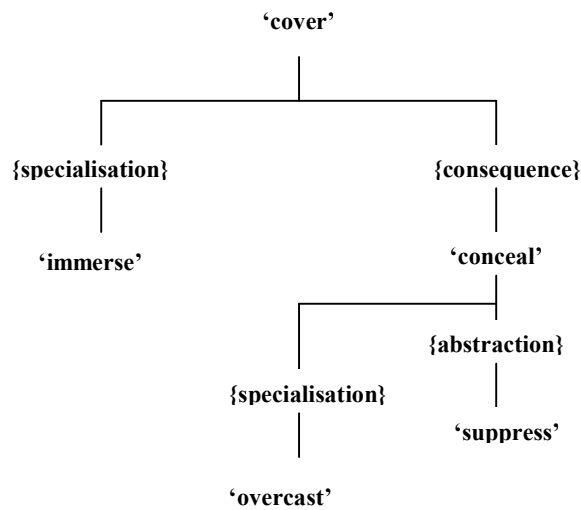 ‘cover’
{specialisation} {consequence}
‘immerse’ ‘conceal’
{abstraction}
{specialisation}
‘suppress’
‘overcast’